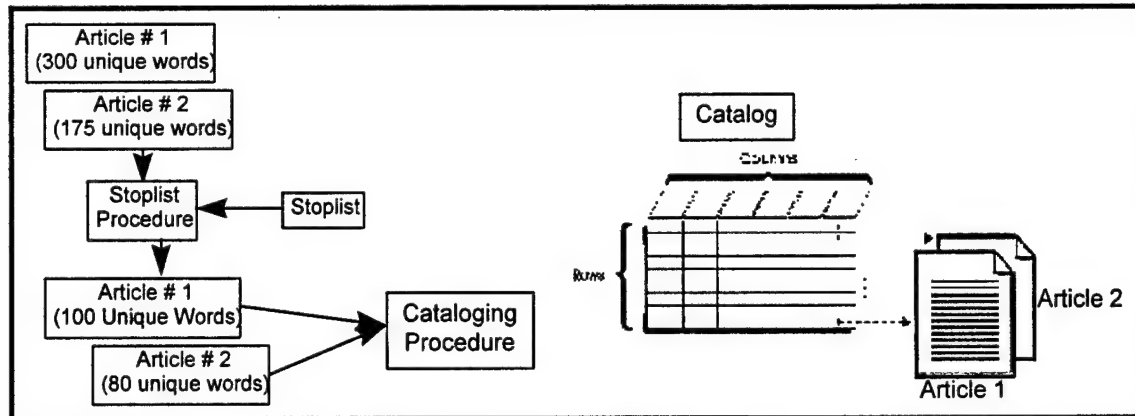 Article # 1
(300 unique words)
Article # 2
(175 unique words)
Stoplist
Procedure
Stoplist
Article # 1
(100 Unique Words)
Article # 2
(80 unique words)
Cataloging
Procedure
Catalog
Rows
Article 2
Article 1